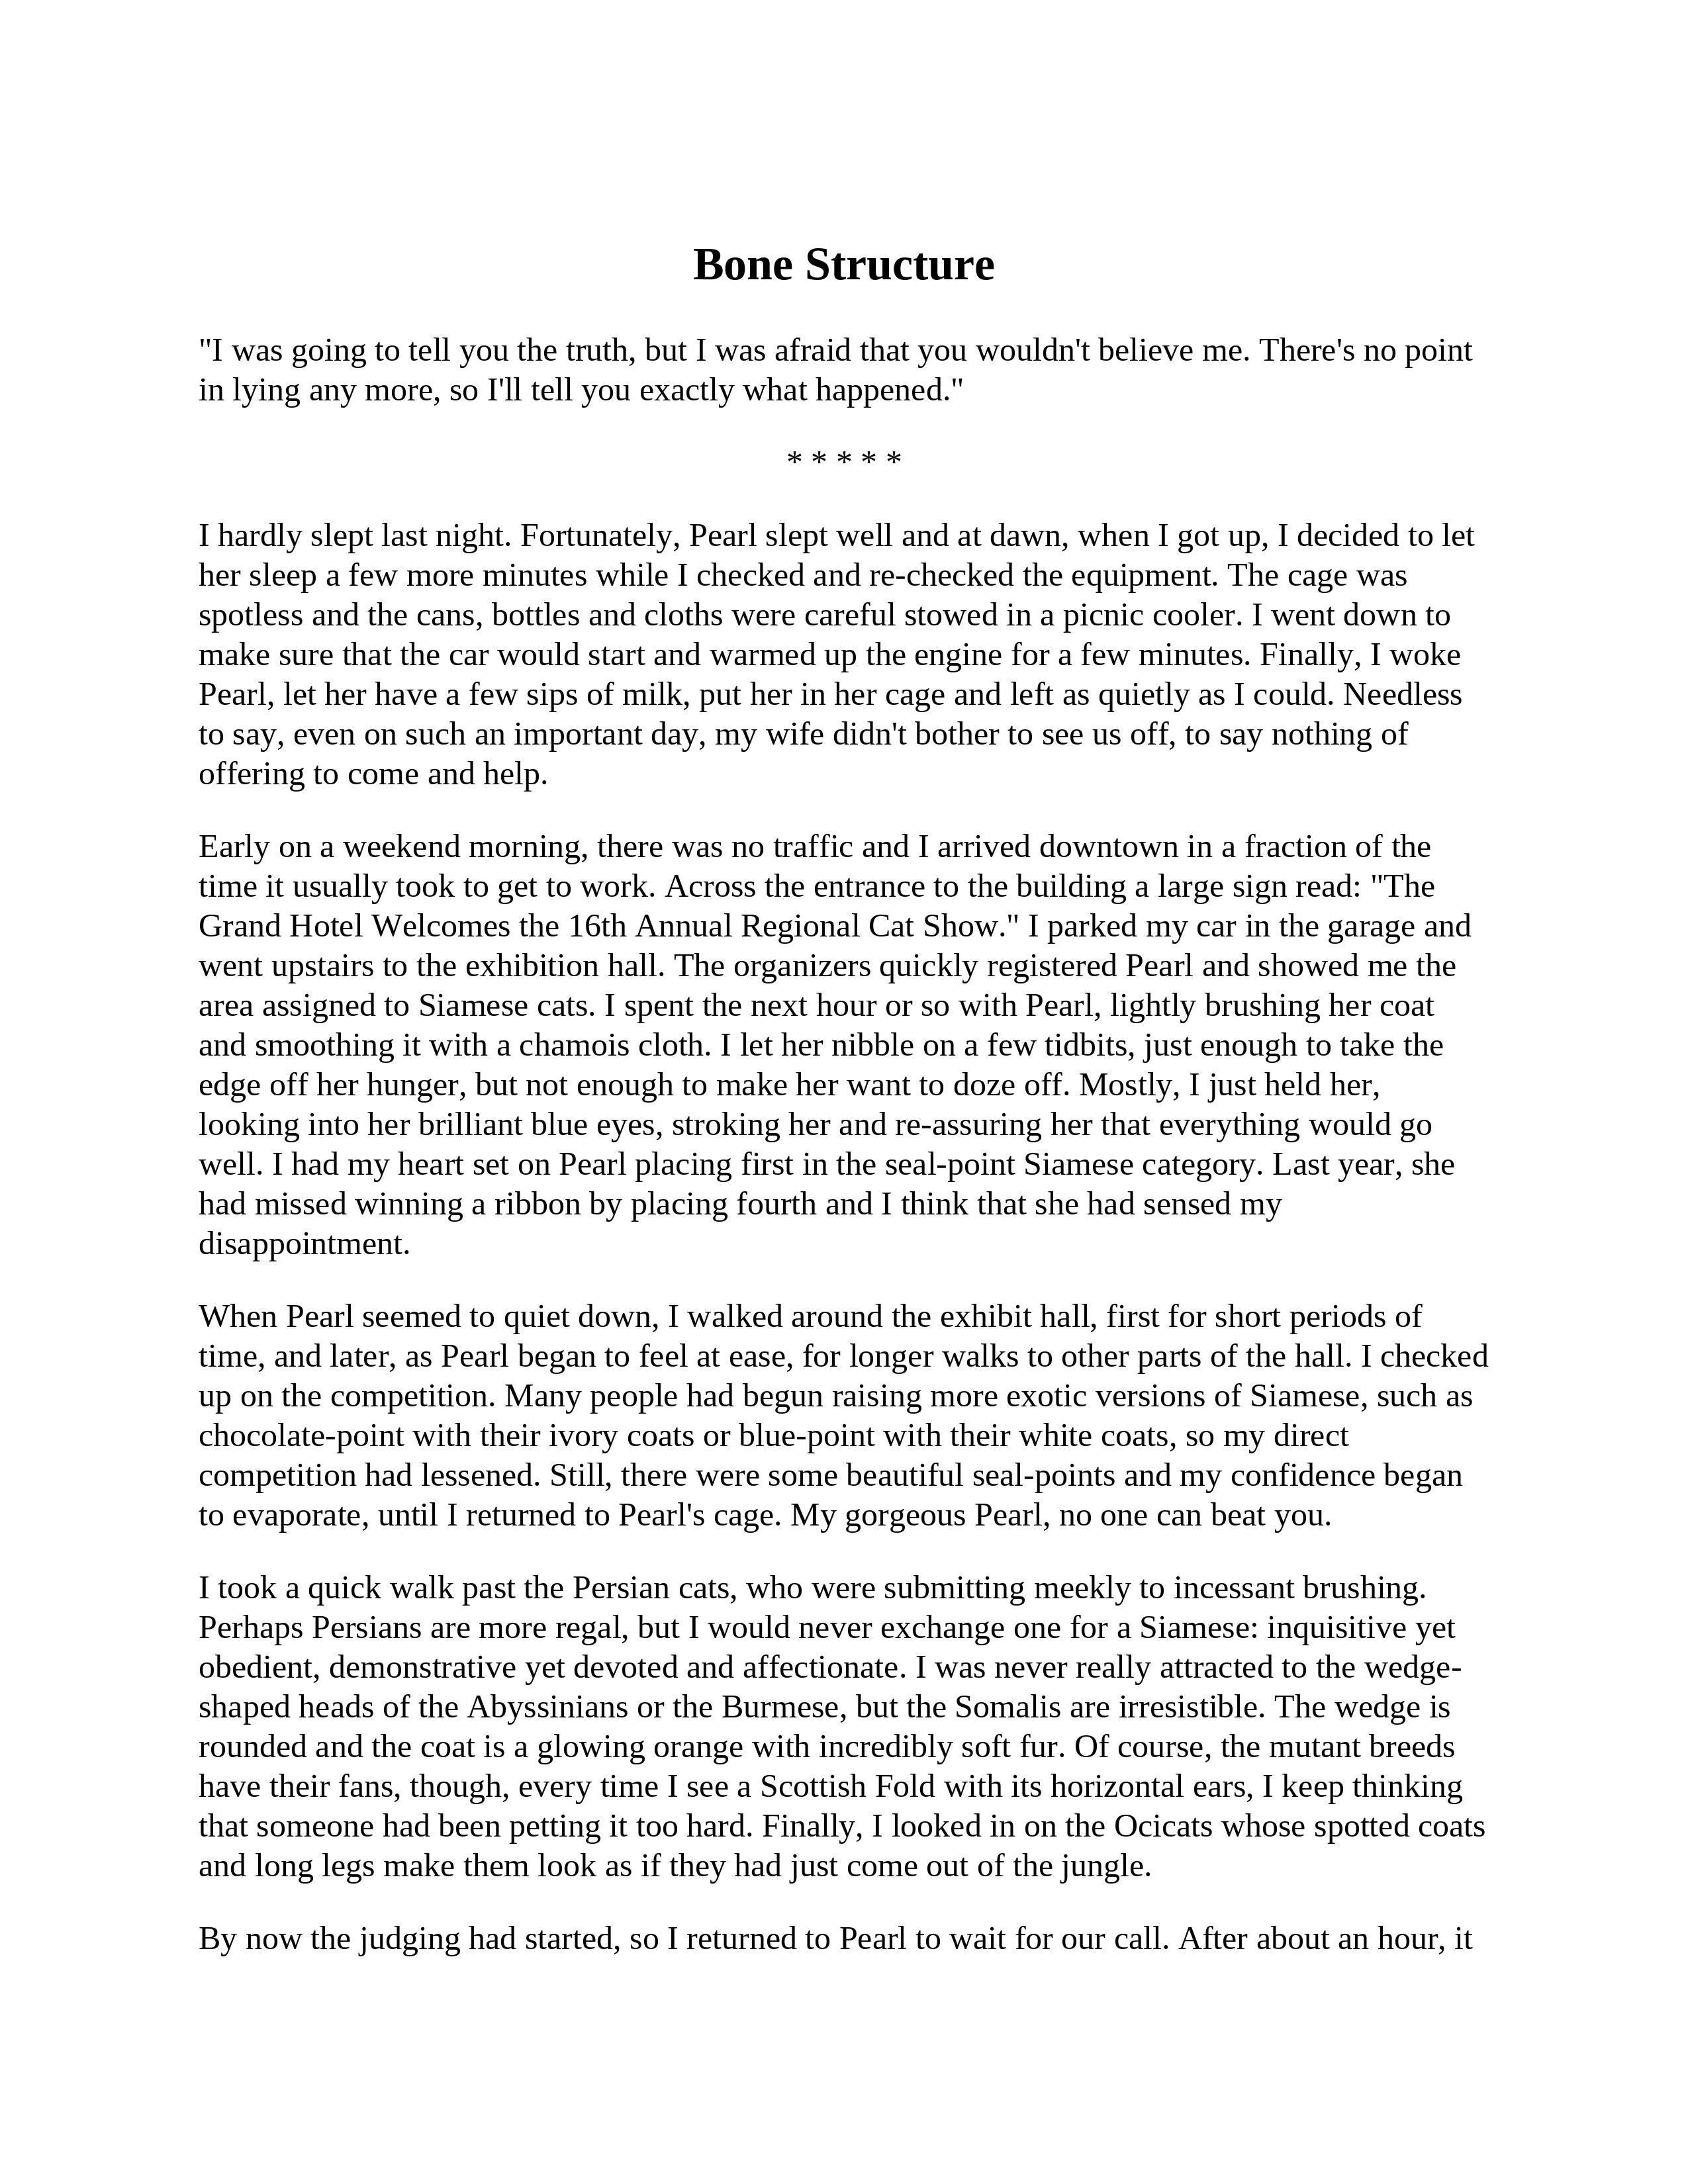 Bone Structure
"I was going to tell you the truth, but I was afraid that you wouldn't believe me. There's no point
in lying any more, so I'll tell you exactly what happened."
* * * * *
I hardly slept last night. Fortunately, Pearl slept well and at dawn, when I got up, I decided to let
her sleep a few more minutes while I checked and re-checked the equipment. The cage was
spotless and the cans, bottles and cloths were careful stowed in a picnic cooler. I went down to
make sure that the car would start and warmed up the engine for a few minutes. Finally, I woke
Pearl, let her have a few sips of milk, put her in her cage and left as quietly as I could. Needless
to say, even on such an important day, my wife didn't bother to see us off, to say nothing of
offering to come and help.
Early on a weekend morning, there was no traffic and I arrived downtown in a fraction of the
time it usually took to get to work. Across the entrance to the building a large sign read: "The
Grand Hotel Welcomes the 16th Annual Regional Cat Show." I parked my car in the garage and
went upstairs to the exhibition hall. The organizers quickly registered Pearl and showed me the
area assigned to Siamese cats. I spent the next hour or so with Pearl, lightly brushing her coat
and smoothing it with a chamois cloth. I let her nibble on a few tidbits, just enough to take the
edge off her hunger, but not enough to make her want to doze off. Mostly, I just held her,
looking into her brilliant blue eyes, stroking her and re-assuring her that everything would go
well. I had my heart set on Pearl placing first in the seal-point Siamese category. Last year, she
had missed winning a ribbon by placing fourth and I think that she had sensed my
disappointment.
When Pearl seemed to quiet down, I walked around the exhibit hall, first for short periods of
time, and later, as Pearl began to feel at ease, for longer walks to other parts of the hall. I checked
up on the competition. Many people had begun raising more exotic versions of Siamese, such as
chocolate-point with their ivory coats or blue-point with their white coats, so my direct
competition had lessened. Still, there were some beautiful seal-points and my confidence began
to evaporate, until I returned to Pearl's cage. My gorgeous Pearl, no one can beat you.
I took a quick walk past the Persian cats, who were submitting meekly to incessant brushing.
Perhaps Persians are more regal, but I would never exchange one for a Siamese: inquisitive yet
obedient, demonstrative yet devoted and affectionate. I was never really attracted to the wedge-
shaped heads of the Abyssinians or the Burmese, but the Somalis are irresistible. The wedge is
rounded and the coat is a glowing orange with incredibly soft fur. Of course, the mutant breeds
have their fans, though, every time I see a Scottish Fold with its horizontal ears, I keep thinking
that someone had been petting it too hard. Finally, I looked in on the Ocicats whose spotted coats
and long legs make them look as if they had just come out of the jungle.
By now the judging had started, so I returned to Pearl to wait for our call. After about an hour, it